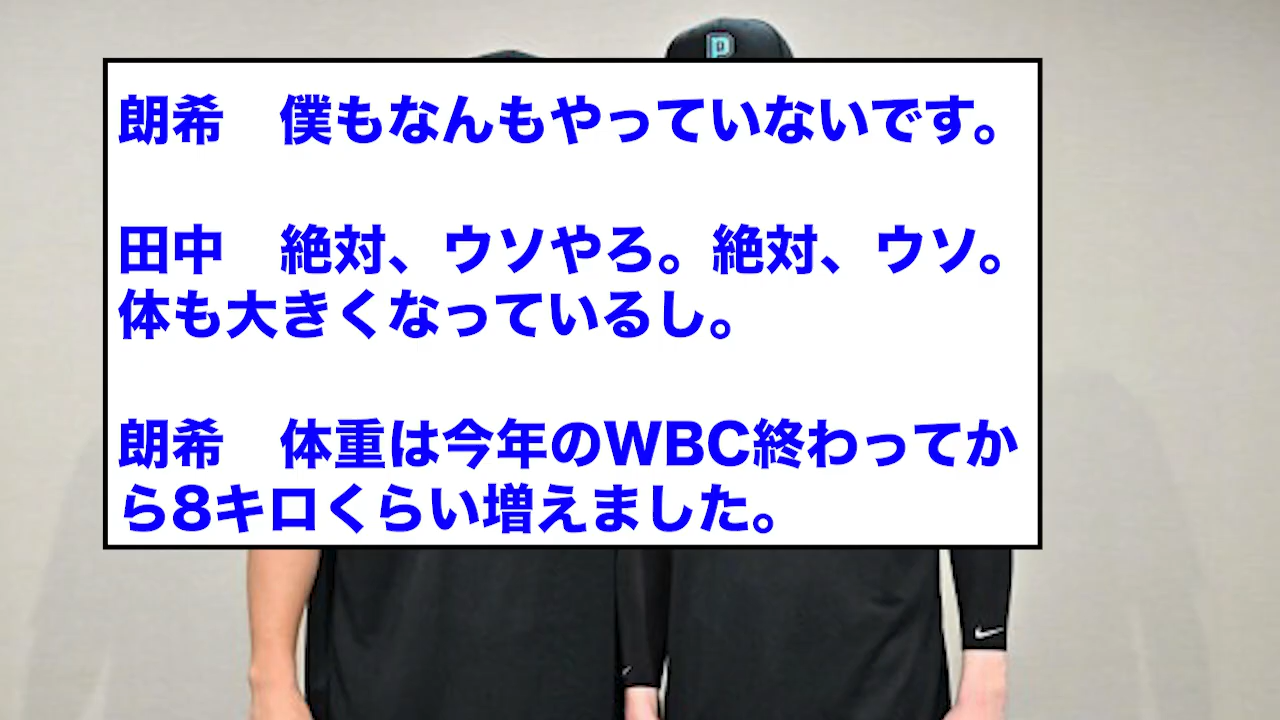 P
朗希　僕もなんもやっていないです。
田中　絶対、ウソやろ。絶対、ウソ。
体も大きくなっているし。
朗希　体重は今年のWBC終わってか
ら8キロくらい増えました。